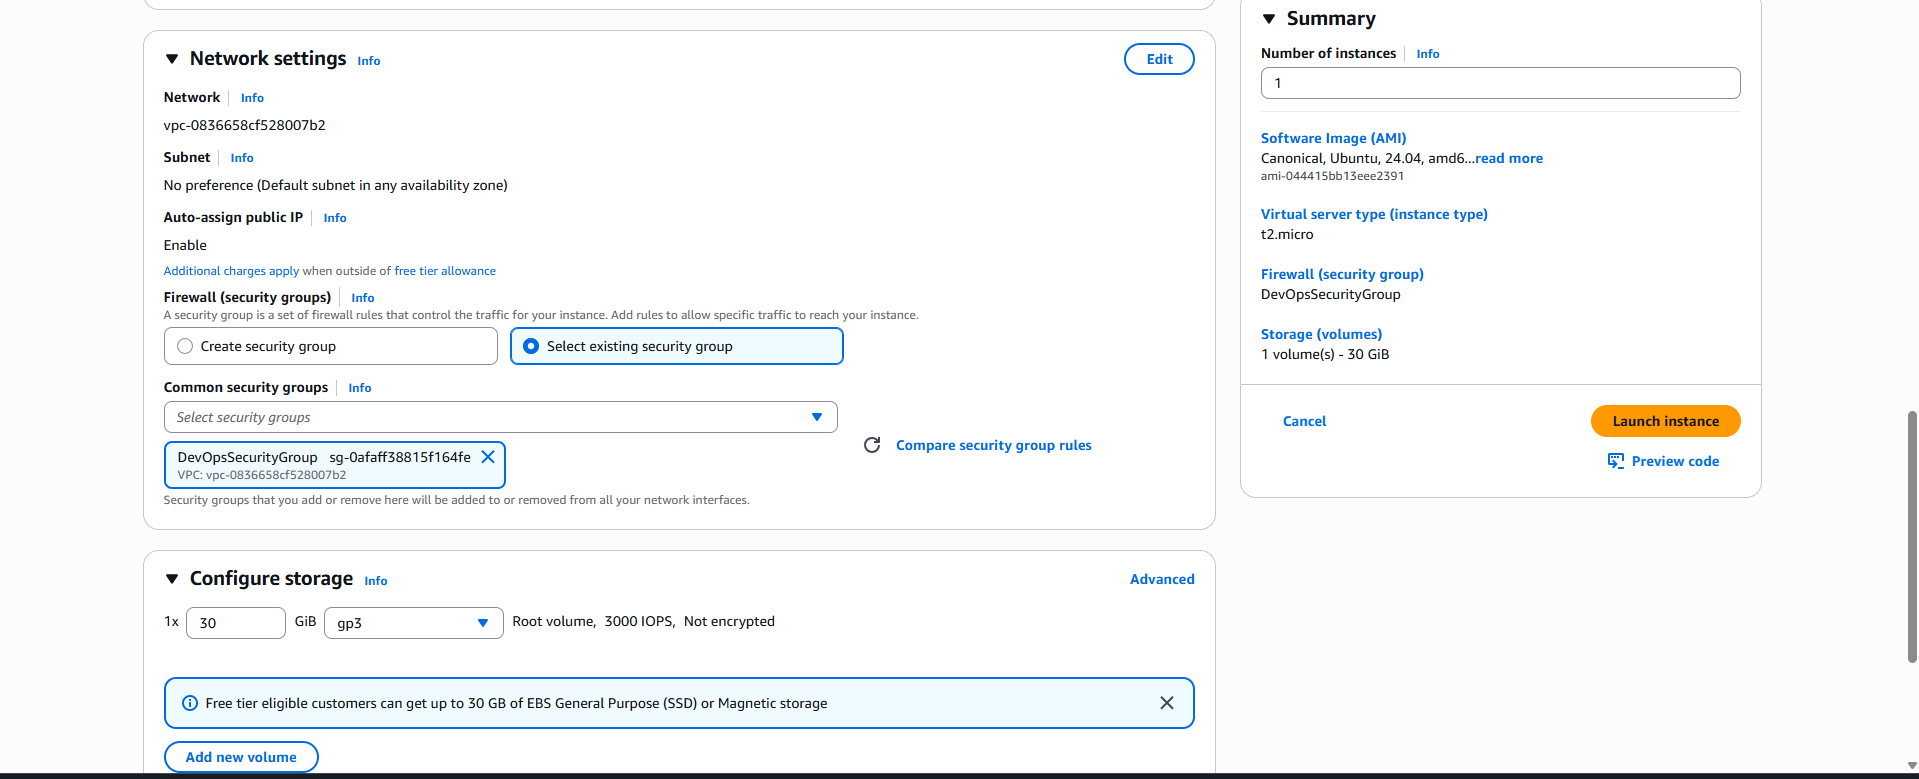 Network settings Info
Edit
Network Info
vpc-0836658cf528007b2
Subnet Info
No preference (Default subnet in any availability zone)
Auto-assign public IP Info
Enable
Additional charges apply when outside of free tier allowance
Firewall (security groups) Info
A security group is a set of firewall rules that control the traffic for your instance. Add rules to allow specific traffic to reach your instance.
Create security group
Select existing security group
Common security groups Info
Select security groups
DevOpsSecurityGroup sg-0afaff38815f164fe
VPC: vpc-0836658cf528007b2
Compare security group rules
Security groups that you add or remove here will be added to or removed from all your network interfaces.
Configure storage Info
Advanced
1x 30 GiB gp3 Root volume, 3000 IOPS, Not encrypted
Free tier eligible customers can get up to 30 GB of EBS General Purpose (SSD) or Magnetic storage
Add new volume
Summary
Number of instances Info
1
Software Image (AMI)
Canonical, Ubuntu, 24.04, amd6...read more
ami-044415bb13eee2391
Virtual server type (instance type)
t2.micro
Firewall (security group)
DevOpsSecurityGroup
Storage (volumes)
1 volume(s) - 30 GiB
Cancel
Launch instance
Preview code